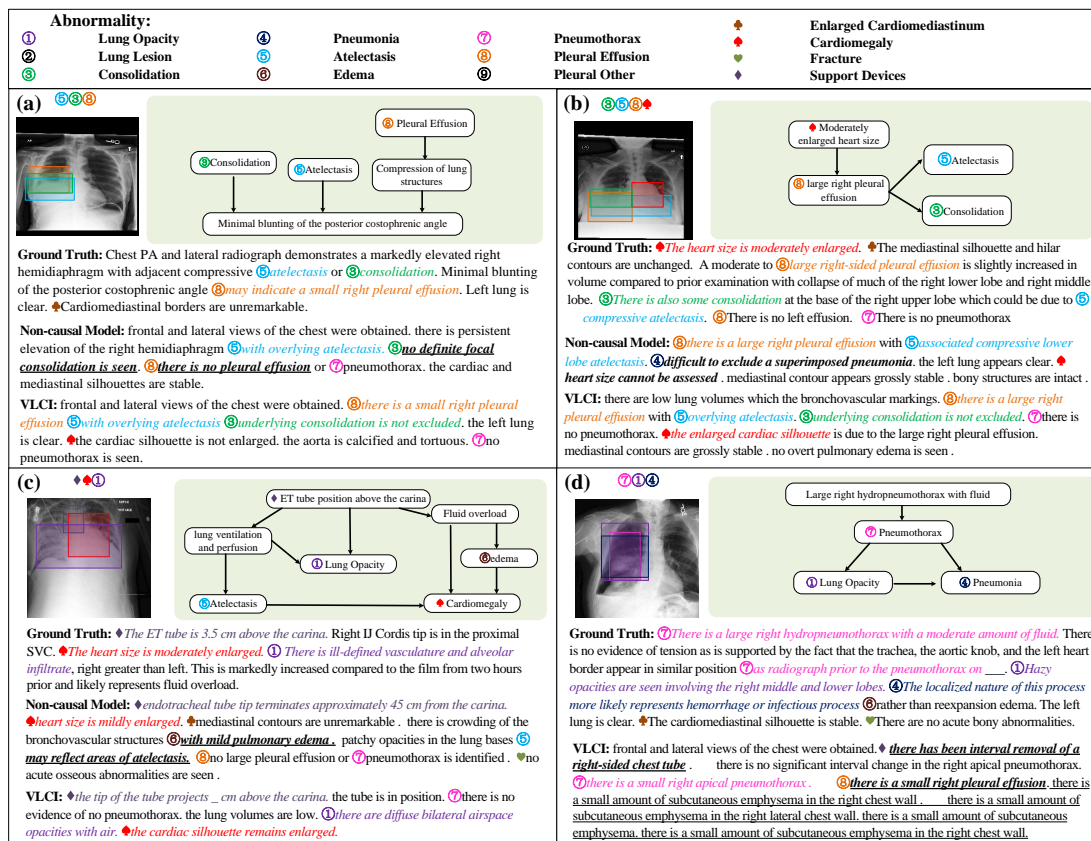 Abnormality:
① Lung Opacity ④ Pneumonia ⑦ Pneumothorax ♣ Enlarged Cardiomediastinum
② Lung Lesion ⑤ Atelectasis ⑧ Pleural Effusion ♠ Cardiomegaly
③ Consolidation ⑥ Edema ⑨ Pleural Other ♥ Fracture
♦ Support Devices
(a) ⑤③⑧
⑧ Pleural Effusion
③Consolidation
⑤Atelectasis
Compression of lung
structures
Minimal blunting of the posterior costophrenic angle
Ground Truth: Chest PA and lateral radiograph demonstrates a markedly elevated right
hemidiaphragm with adjacent compressive ⑤atelectasis or ③consolidation. Minimal blunting
of the posterior costophrenic angle ⑧may indicate a small right pleural effusion. Left lung is
clear. ♣Cardiomediastinal borders are unremarkable.
Non-causal Model: frontal and lateral views of the chest were obtained. there is persistent
elevation of the right hemidiaphragm ⑤with overlying atelectasis. ③no definite focal
consolidation is seen. ⑧there is no pleural effusion or ⑦pneumothorax. the cardiac and
mediastinal silhouettes are stable.
VLCI: frontal and lateral views of the chest were obtained. ⑧there is a small right pleural
effusion ⑤with overlying atelectasis ③underlying consolidation is not excluded. the left lung
is clear. ♠the cardiac silhouette is not enlarged. the aorta is calcified and tortuous. ⑦no
pneumothorax is seen.
(b) ③⑤⑧♠
♠ Moderately
enlarged heart size
⑤Atelectasis
⑧ large right pleural
effusion
③Consolidation
Ground Truth: ♠The heart size is moderately enlarged. ♣The mediastinal silhouette and hilar
contours are unchanged. A moderate to ⑧large right-sided pleural effusion is slightly increased in
volume compared to prior examination with collapse of much of the right lower lobe and right middle
lobe. ③There is also some consolidation at the base of the right upper lobe which could be due to ⑤
compressive atelectasis. ⑧There is no left effusion. ⑦There is no pneumothorax
Non-causal Model: ⑧there is a large right pleural effusion with ⑤associated compressive lower
lobe atelectasis. ④difficult to exclude a superimposed pneumonia. the left lung appears clear. ♠
heart size cannot be assessed . mediastinal contour appears grossly stable . bony structures are intact .
VLCI: there are low lung volumes which the bronchovascular markings. ⑧there is a large right
pleural effusion with ⑤overlying atelectasis. ③underlying consolidation is not excluded. ⑦there is
no pneumothorax. ♠the enlarged cardiac silhouette is due to the large right pleural effusion.
mediastinal contours are grossly stable . no overt pulmonary edema is seen .
(c) ♦♠①
♦ ET tube position above the carina
Fluid overload
lung ventilation
and perfusion
⑥edema
① Lung Opacity
⑤Atelectasis
♠ Cardiomegaly
Ground Truth: ♦The ET tube is 3.5 cm above the carina. Right IJ Cordis tip is in the proximal
SVC. ♠The heart size is moderately enlarged. ① There is ill-defined vasculature and alveolar
infiltrate, right greater than left. This is markedly increased compared to the film from two hours
prior and likely represents fluid overload.
Non-causal Model: ♦endotracheal tube tip terminates approximately 45 cm from the carina.
♠heart size is mildly enlarged. ♣mediastinal contours are unremarkable . there is crowding of the
bronchovascular structures ⑥with mild pulmonary edema . patchy opacities in the lung bases ⑤
may reflect areas of atelectasis. ⑧no large pleural effusion or ⑦pneumothorax is identified . ♥no
acute osseous abnormalities are seen .
VLCI: ♦the tip of the tube projects _ cm above the carina. the tube is in position. ⑦there is no
evidence of no pneumothorax. the lung volumes are low. ①there are diffuse bilateral airspace
opacities with air. ♠the cardiac silhouette remains enlarged.
(d) ⑦①④
Large right hydropneumothorax with fluid
⑦ Pneumothorax
① Lung Opacity
④ Pneumonia
Ground Truth: ⑦There is a large right hydropneumothorax with a moderate amount of fluid. There
is no evidence of tension as is supported by the fact that the trachea, the aortic knob, and the left heart
border appear in similar position ⑦as radiograph prior to the pneumothorax on ___. ①Hazy
opacities are seen involving the right middle and lower lobes. ④The localized nature of this process
more likely represents hemorrhage or infectious process ⑥rather than reexpansion edema. The left
lung is clear. ♣The cardiomediastinal silhouette is stable. ♥There are no acute bony abnormalities.
VLCI: frontal and lateral views of the chest were obtained. ♦ there has been interval removal of a
right-sided chest tube . there is no significant interval change in the right apical pneumothorax.
⑦there is a small right apical pneumothorax . ⑧there is a small right pleural effusion. there is
a small amount of subcutaneous emphysema in the right chest wall . there is a small amount of
subcutaneous emphysema in the right lateral chest wall. there is a small amount of subcutaneous
emphysema. there is a small amount of subcutaneous emphysema in the right chest wall.